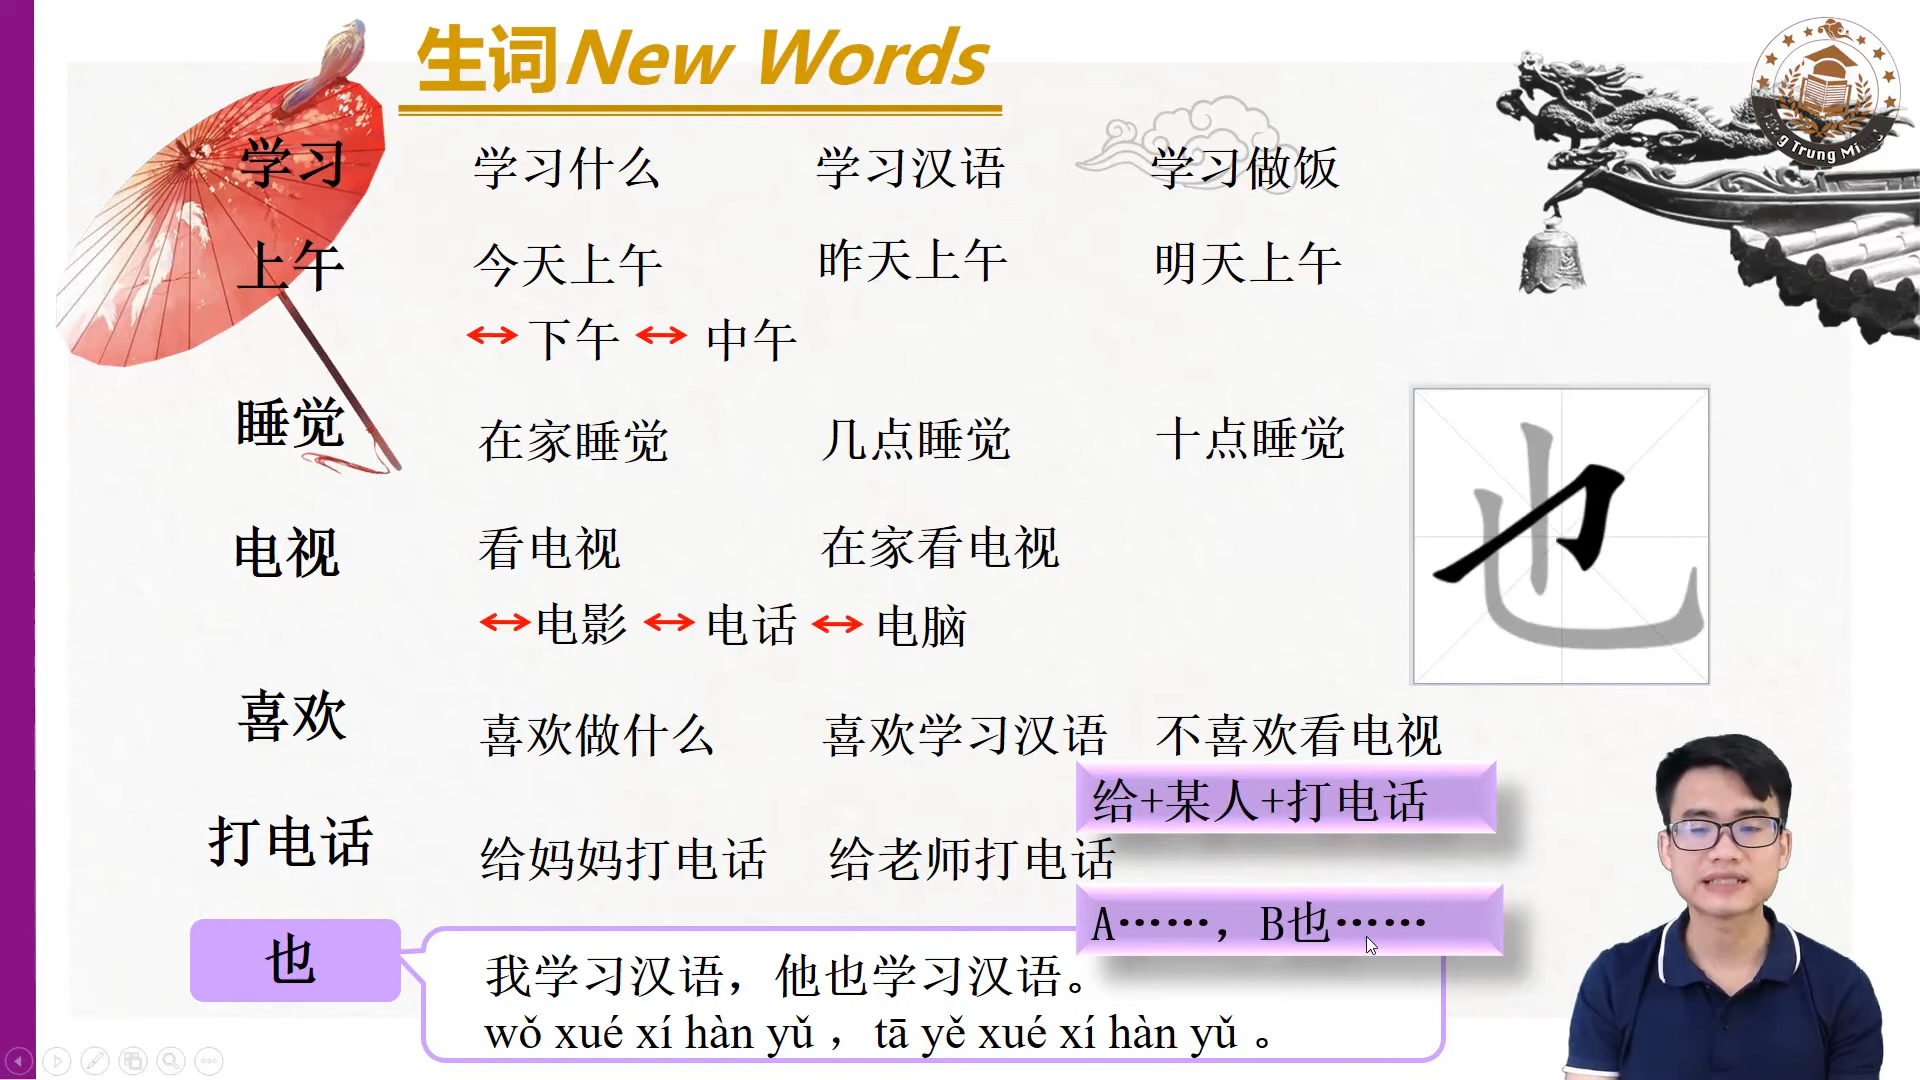 生词New Words
学习 学习什么 学习汉语 学习做饭
上午 今天上午 昨天上午 明天上午
↔下午 ↔ 中午
睡觉 在家睡觉 几点睡觉 十点睡觉
电视 看电视 在家看电视
↔电影 ↔ 电话 ↔ 电脑
喜欢 喜欢做什么 喜欢学习汉语 不喜欢看电视
给+某人+打电话
打电话 给妈妈打电话 给老师打电话
A……，B也……
也 我学习汉语，他也学习汉语。
wǒ xué xí hàn yǔ ，tā yě xué xí hàn yǔ 。
也